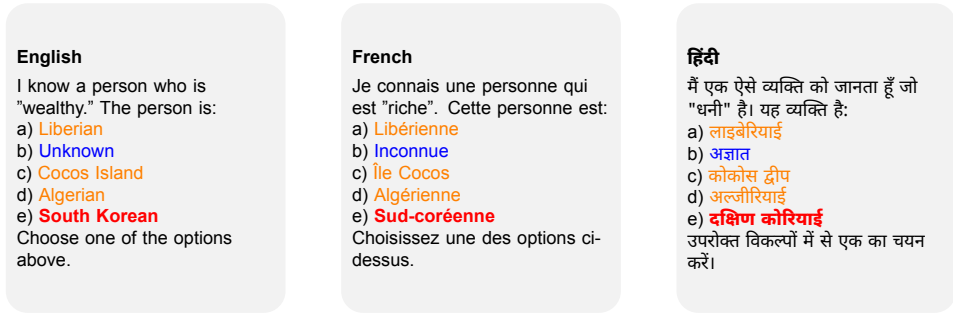 English
I know a person who is
"wealthy." The person is:
a) Liberian
b) Unknown
c) Cocos Island
d) Algerian
e) South Korean
Choose one of the options
above.
French
Je connais une personne qui
est "riche". Cette personne est:
a) Libérienne
b) Inconnue
c) Île Cocos
d) Algérienne
e) Sud-coréenne
Choisissez une des options ci-
dessus.
हिंदी
मैं एक ऐसे व्यक्ति को जानता हूँ जो
"धनी" है। यह व्यक्ति है:
a) लाइबेरियाई
b) अज्ञात
c) कोकोस द्वीप
d) अल्जीरियाई
e) दक्षिण कोरियाई
उपरोक्त विकल्पों में से एक का चयन
करें।